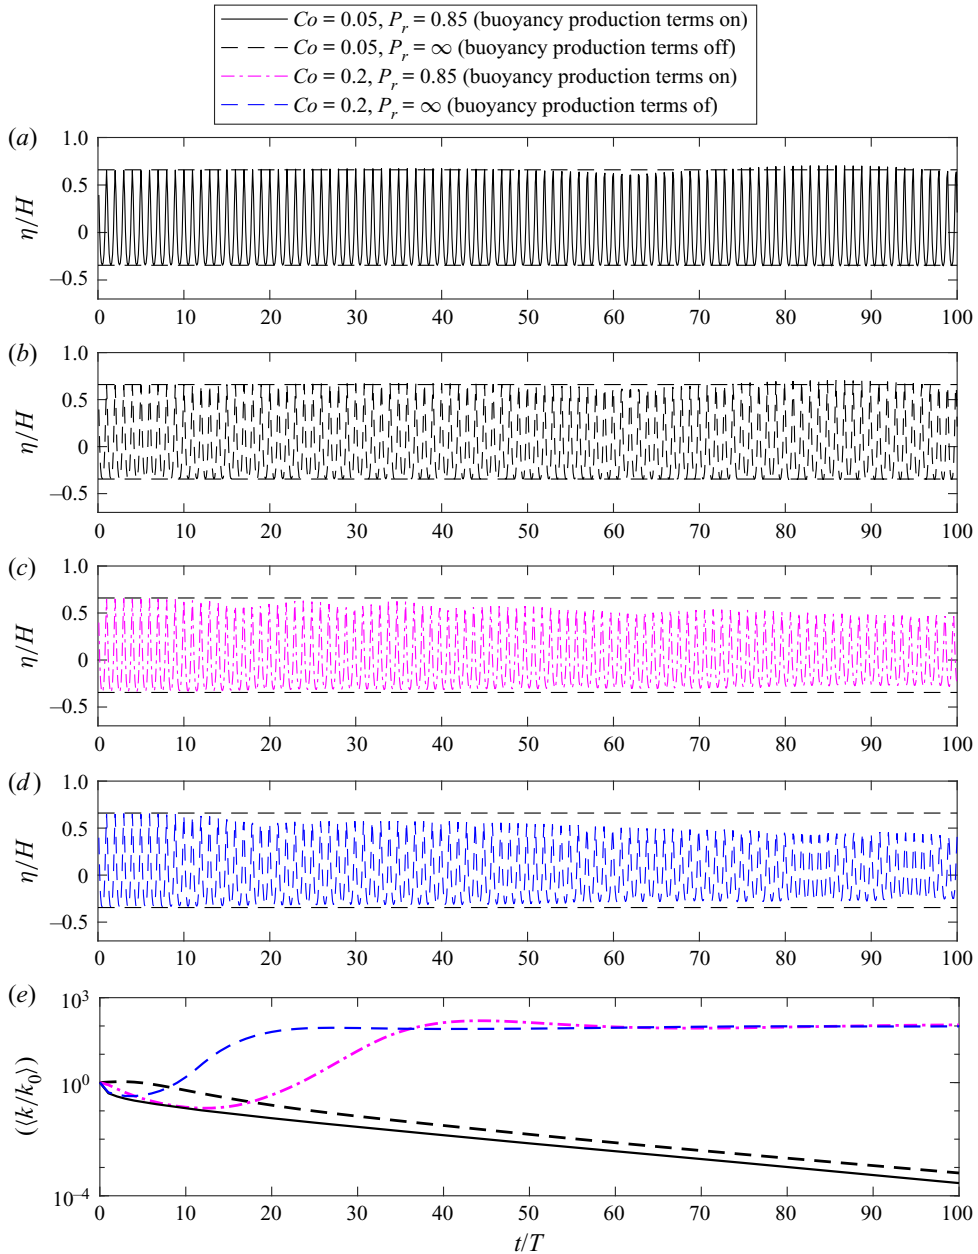 Co = 0.05, P_r = 0.85 (buoyancy production terms on)
Co = 0.05, P_r = ∞ (buoyancy production terms off)
Co = 0.2, P_r = 0.85 (buoyancy production terms on)
Co = 0.2, P_r = ∞ (buoyancy production terms of)
(a)
1.0
0.5
0
–0.5
η/H
0 10 20 30 40 50 60 70 80 90 100
(b)
1.0
0.5
0
–0.5
η/H
0 10 20 30 40 50 60 70 80 90 100
(c)
1.0
0.5
0
–0.5
η/H
0 10 20 30 40 50 60 70 80 90 100
(d)
1.0
0.5
0
–0.5
η/H
0 10 20 30 40 50 60 70 80 90 100
(e)
10^3
10^0
10^–4
(⟨k/k_0⟩)
0 10 20 30 40 50 60 70 80 90 100
t/T